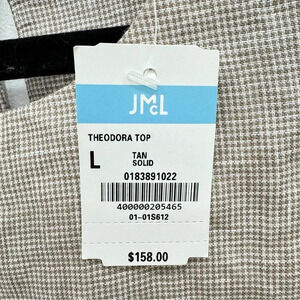 JMcL
THEODORA TOP
L
TAN
SOLID
0183891022
400000205465
01-01S612
$158.00